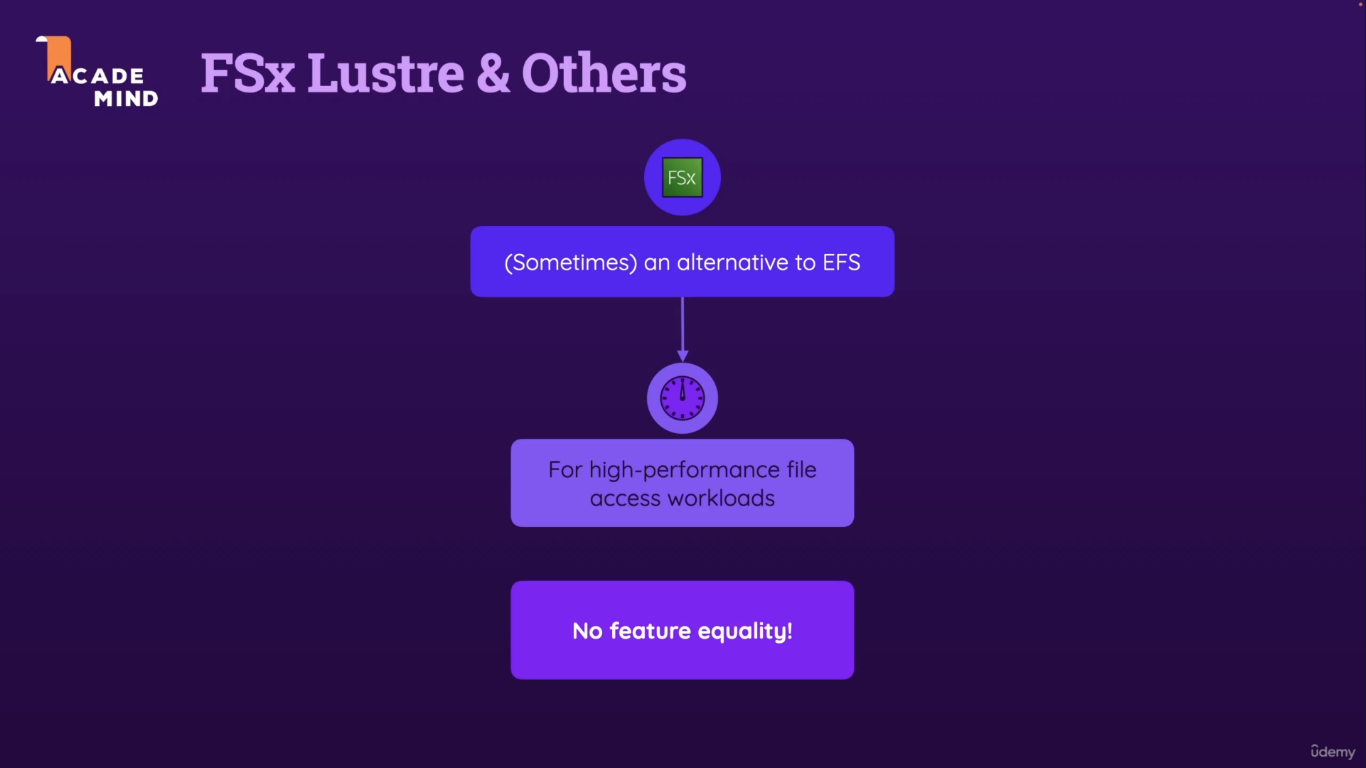 ACADE
MIND
FSx Lustre & Others
FSx
(Sometimes) an alternative to EFS
For high-performance file
access workloads
No feature equality!
ûdemy